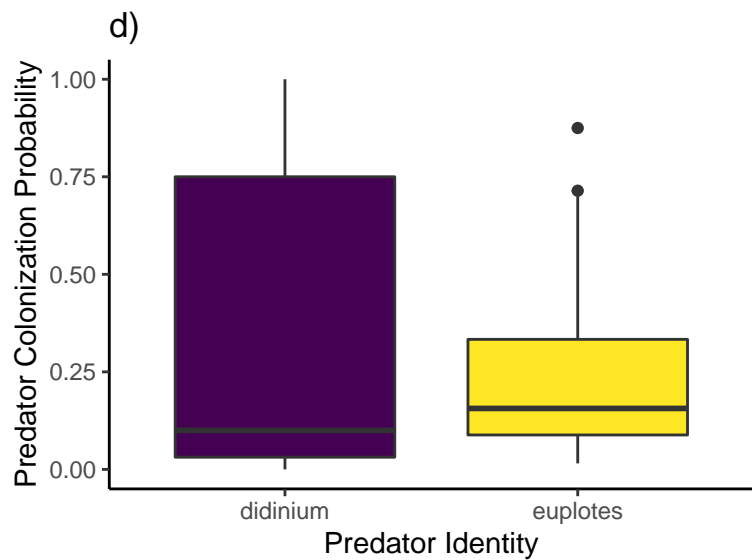 d)
Predator Colonization Probability
1.00
0.75
0.50
0.25
0.00
didinium
euplotes
Predator Identity